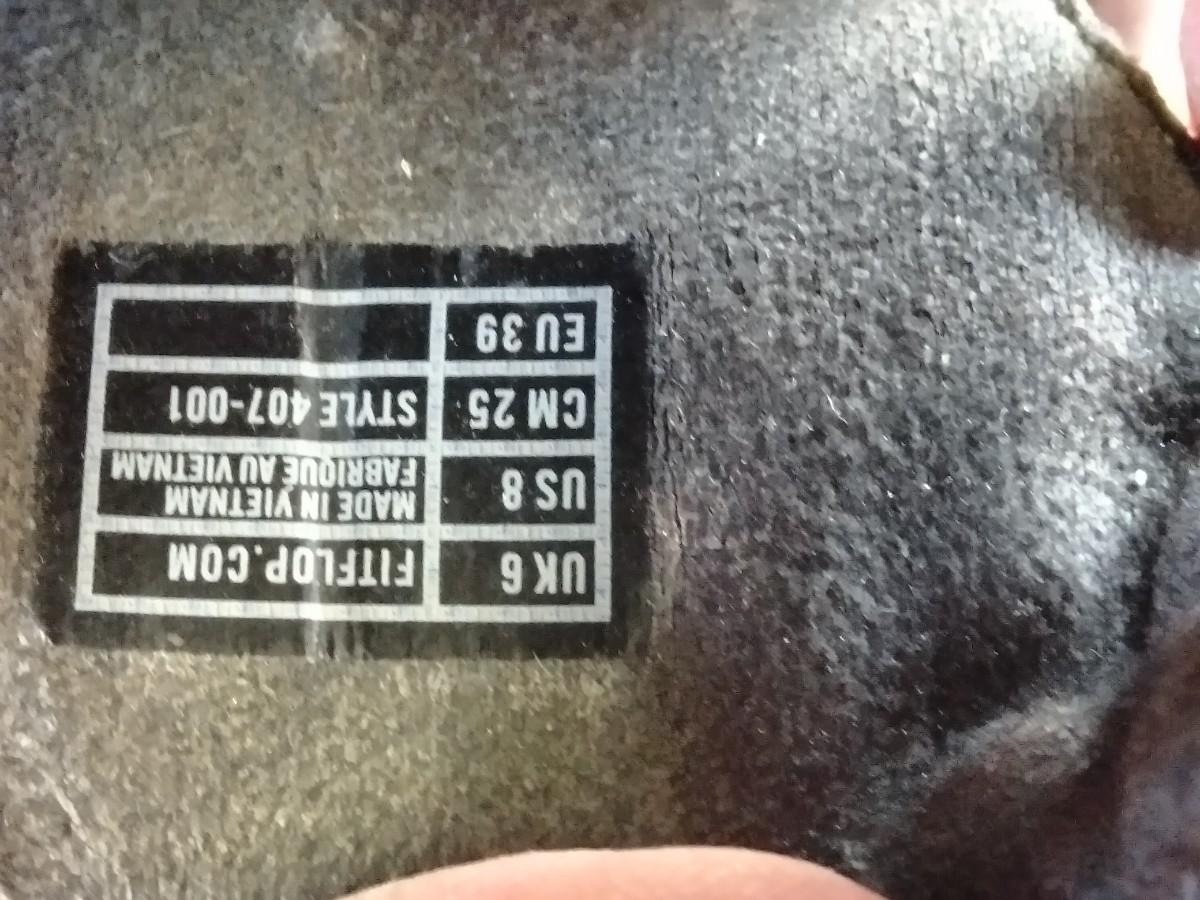 UK 6
FITFLOP.COM
US 8
MADE IN VIETNAM
FABRIQUÉ AU VIETNAM
CM 25
STYLE 407-001
EU 39